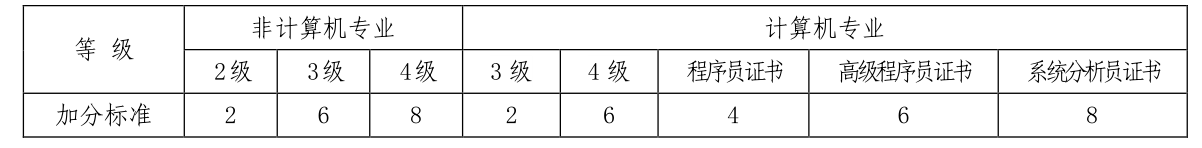 等 级 非计算机专业 计算机专业
2级 3级 4级 3 级 4 级 程序员证书 高级程序员证书 系统分析员证书
加分标准 2 6 8 2 6 4 6 8